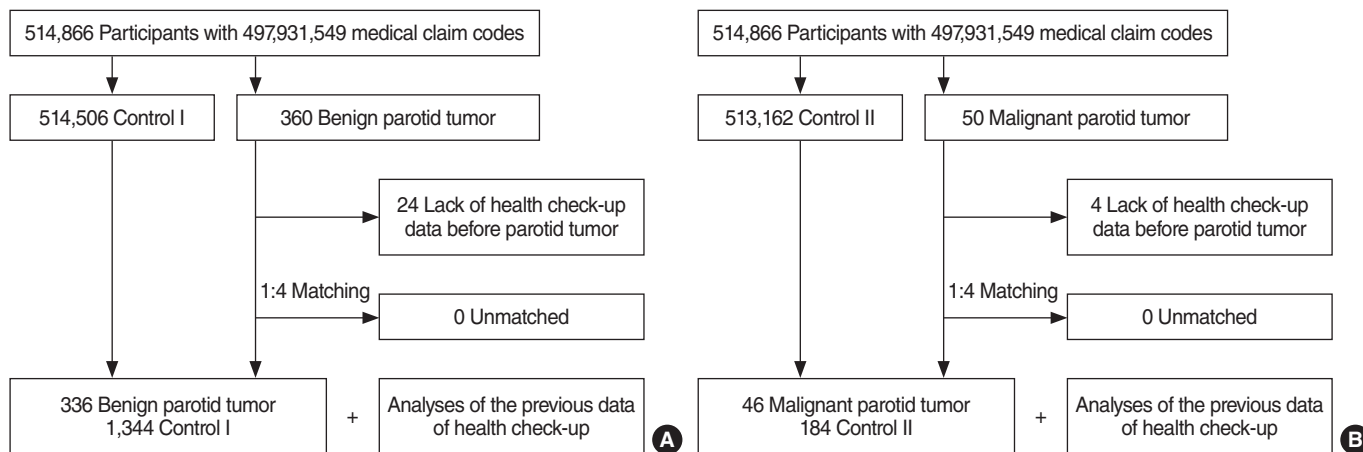 514,866 Participants with 497,931,549 medical claim codes
514,506 Control I
360 Benign parotid tumor
24 Lack of health check-up
data before parotid tumor
1:4 Matching
0 Unmatched
336 Benign parotid tumor
1,344 Control I
+
Analyses of the previous data
of health check-up
A
514,866 Participants with 497,931,549 medical claim codes
513,162 Control II
50 Malignant parotid tumor
4 Lack of health check-up
data before parotid tumor
1:4 Matching
0 Unmatched
46 Malignant parotid tumor
184 Control II
+
Analyses of the previous data
of health check-up
B